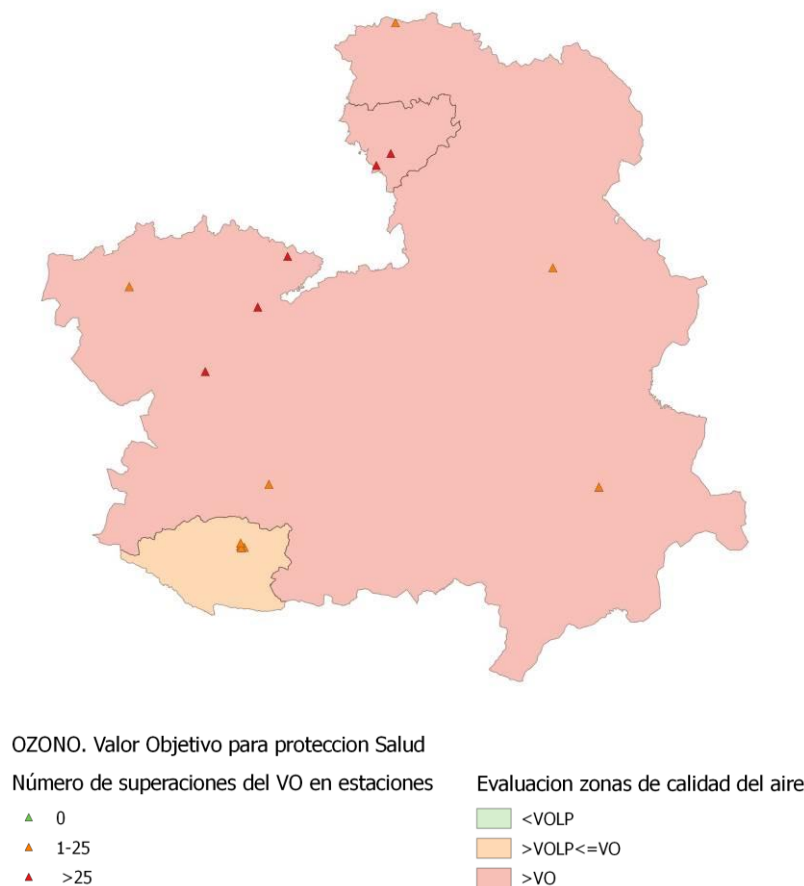 OZONO. Valor Objetivo para proteccion Salud
Número de superaciones del VO en estaciones
0
1-25
>25
Evaluacion zonas de calidad del aire
<VOLP
>VOLP<=VO
>VO